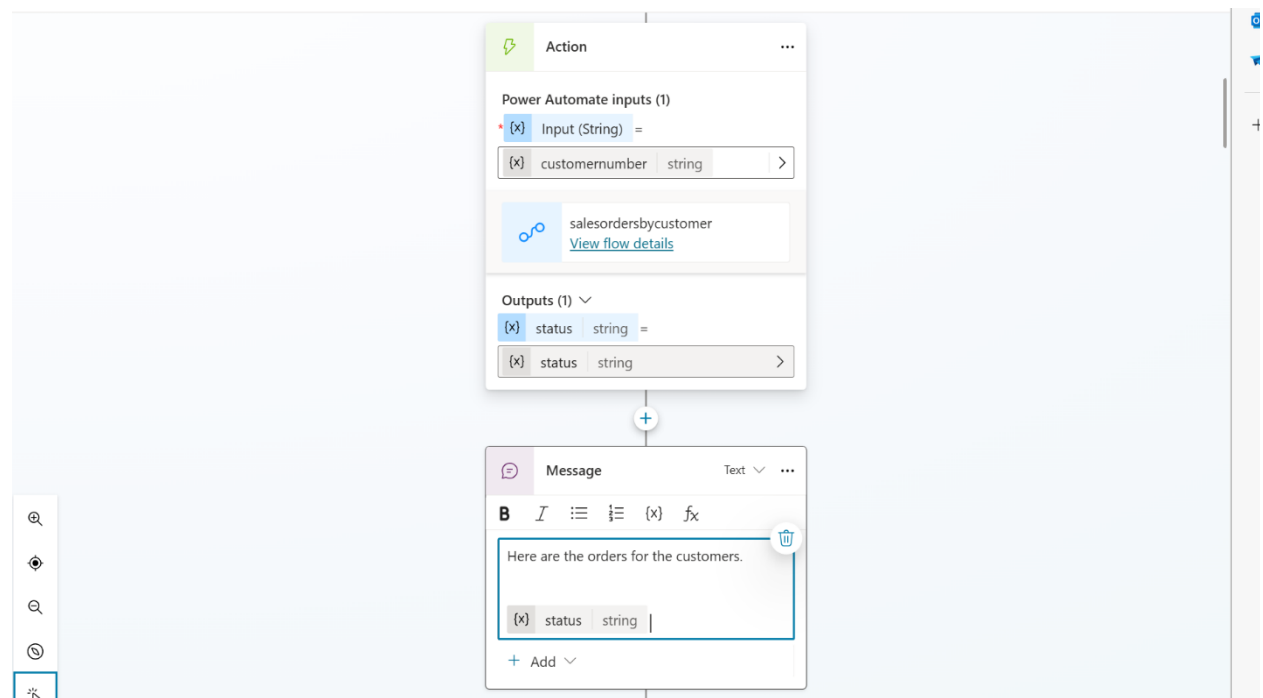 Action
Power Automate inputs (1)
* {x} Input (String) =
{x} customernumber string
salesordersbycustomer
View flow details
Outputs (1)
{x} status string =
{x} status string
Message Text
B I {x} fx
Here are the orders for the customers.
{x} status string
+ Add